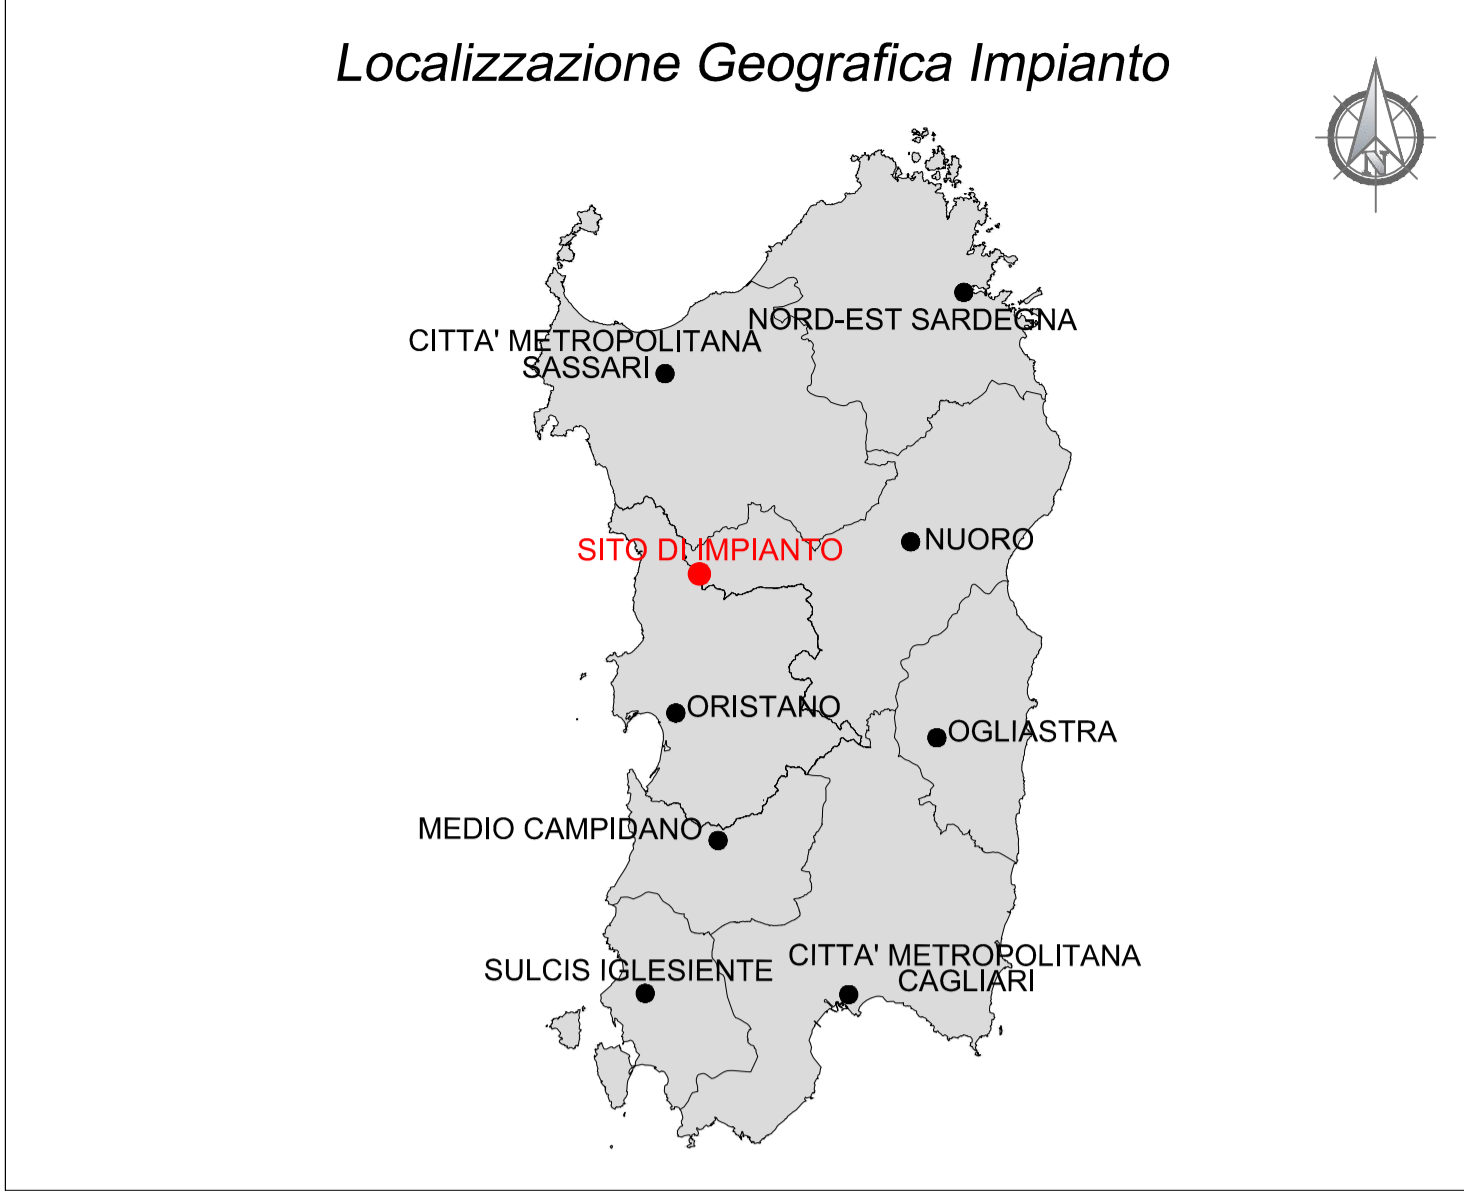 Localizzazione Geografica Impianto
N
NORD-EST SARDEGNA
CITTA' METROPOLITANA
SASSARI
SITO DI IMPIANTO
NUORO
ORISTANO
OGLIASTRA
MEDIO CAMPIDANO
SULCIS IGLESIENTE
CITTA' METROPOLITANA
CAGLIARI